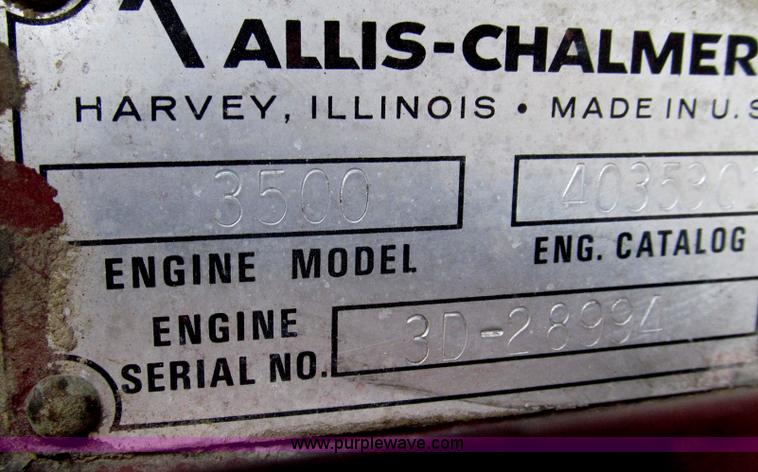 ALLIS-CHALMER
HARVEY, ILLINOIS • MADE IN U.S
3500 4035301
ENGINE MODEL ENG. CATALOG
ENGINE
SERIAL NO. 3D-28994
www.purplewave.com